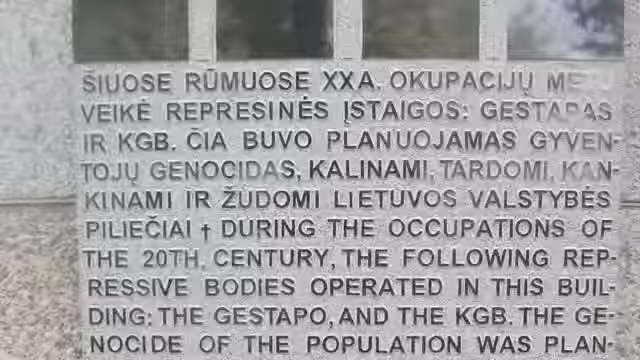 ŠIUOSE RŪMUOSE XX A. OKUPACIJŲ METU
VEIKĖ REPRESINĖS ĮSTAIGOS: GESTAPAS
IR KGB. ČIA BUVO PLANUOJAMAS GYVEN-
TOJŲ GENOCIDAS, KALINAMI, TARDOMI, KAN-
KINAMI IR ŽUDOMI LIETUVOS VALSTYBĖS
PILIEČIAI † DURING THE OCCUPATIONS OF
THE 20TH. CENTURY, THE FOLLOWING REP-
RESSIVE BODIES OPERATED IN THIS BUIL-
DING: THE GESTAPO, AND THE KGB. THE GE-
NOCIDE OF THE POPULATION WAS PLAN-